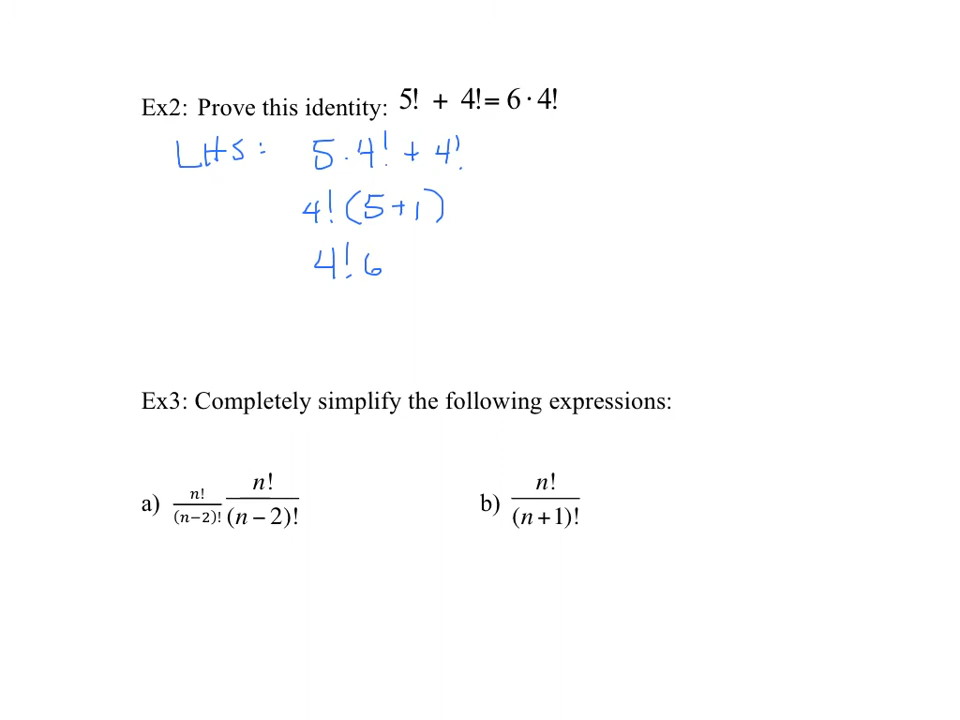 Ex2: Prove this identity: 5! + 4! = 6 · 4!
LHS: 5 · 4! + 4!
4! (5+1)
4! 6
Ex3: Completely simplify the following expressions:
a) n!/(n−2)! n!/(n−2)! b) n!/(n+1)!